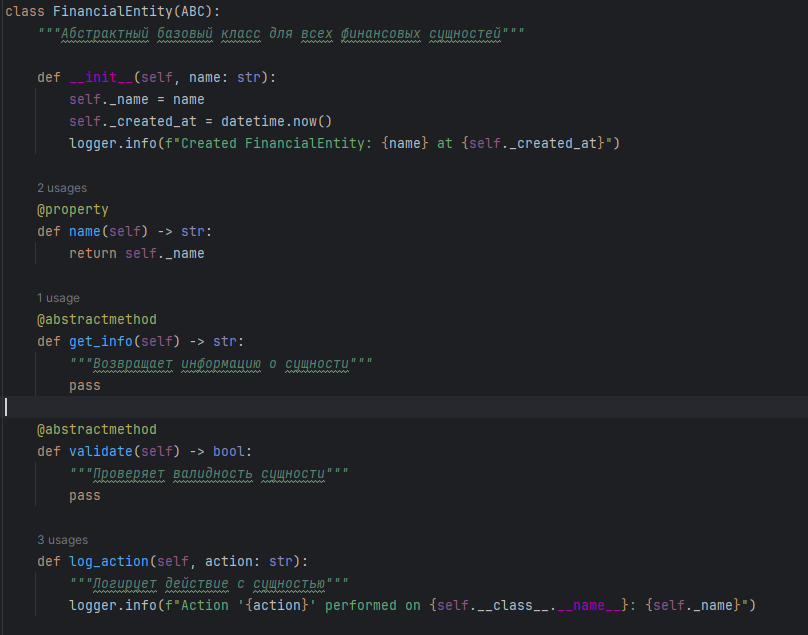 class FinancialEntity(ABC):
    """Абстрактный базовый класс для всех финансовых сущностей"""
    def __init__(self, name: str):
        self._name = name
        self._created_at = datetime.now()
        logger.info(f"Created FinancialEntity: {name} at {self._created_at}")
    2 usages
    @property
    def name(self) -> str:
        return self._name
    1 usage
    @abstractmethod
    def get_info(self) -> str:
        """Возвращает информацию о сущности"""
        pass
    @abstractmethod
    def validate(self) -> bool:
        """Проверяет валидность сущности"""
        pass
    3 usages
    def log_action(self, action: str):
        """Логирует действие с сущностью"""
        logger.info(f"Action '{action}' performed on {self.__class__.__name__}: {self._name}")